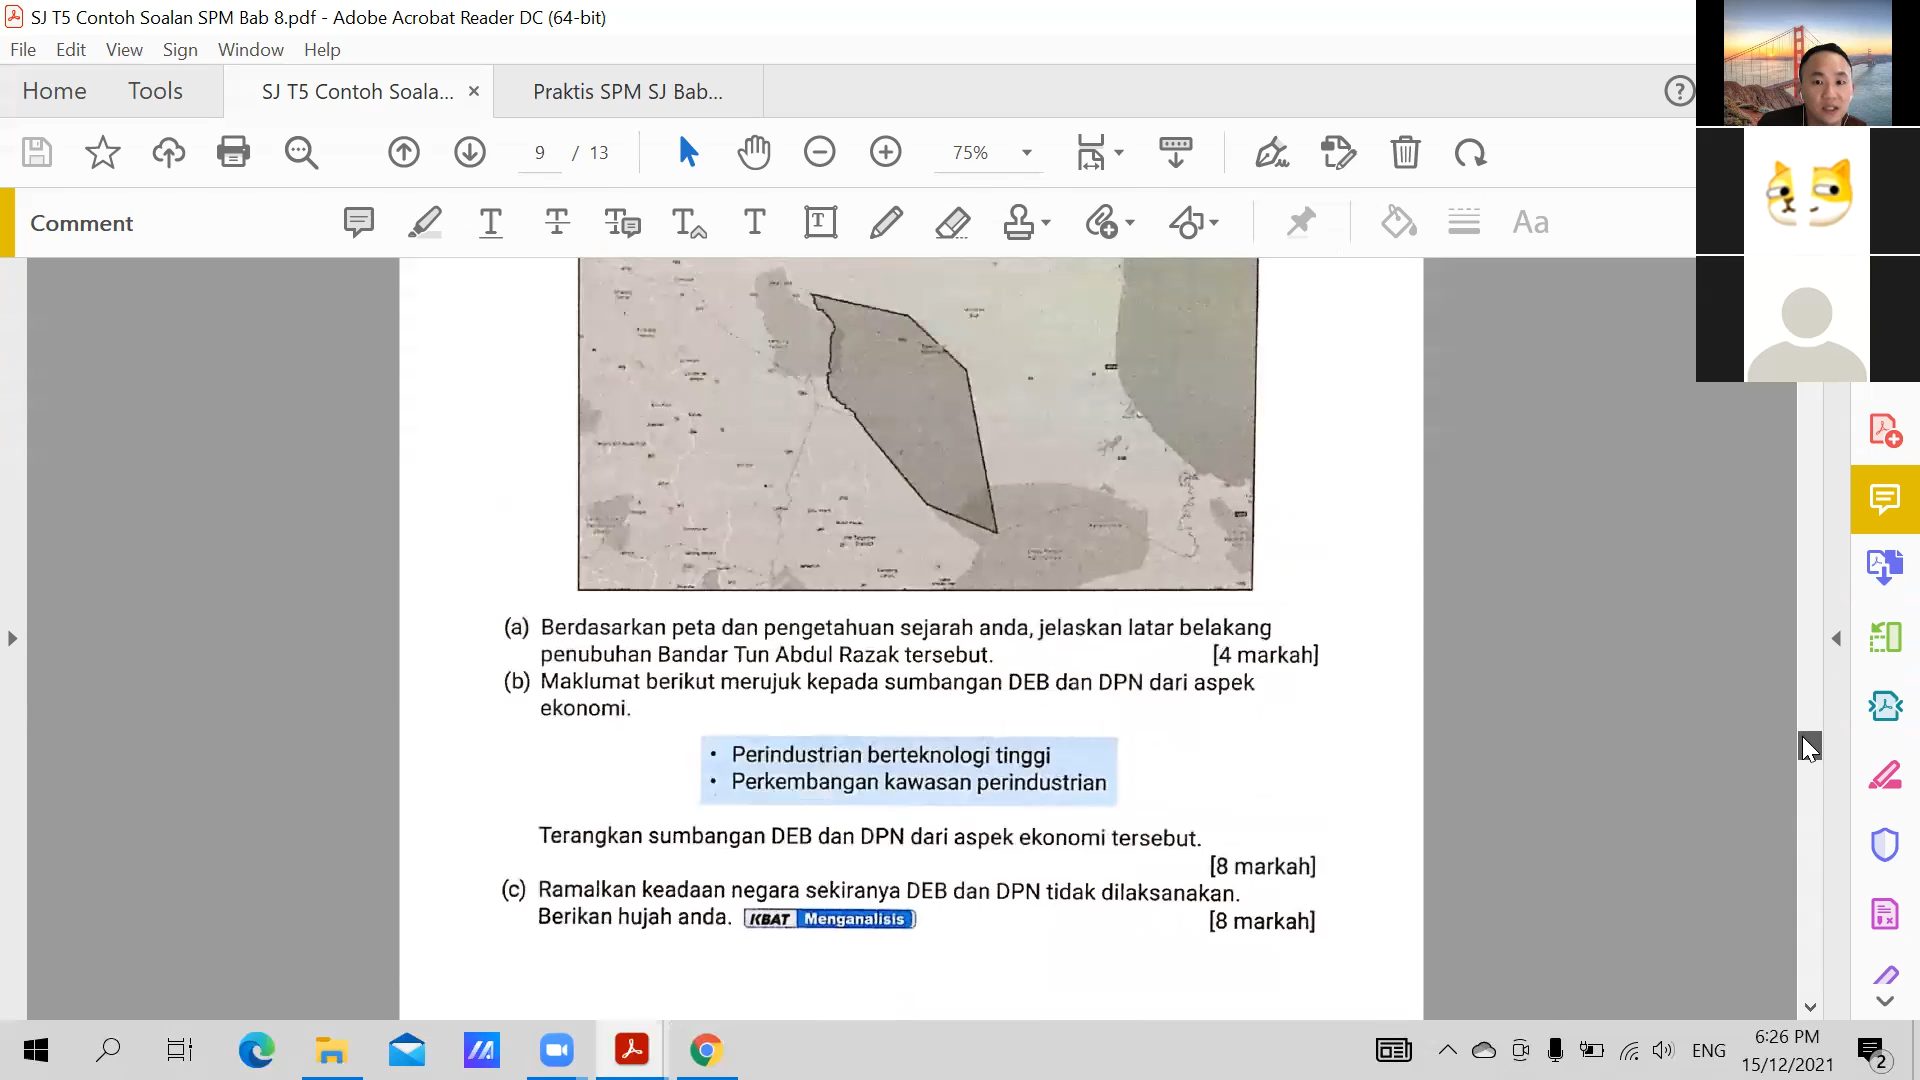 SJ T5 Contoh Soalan SPM Bab 8.pdf - Adobe Acrobat Reader DC (64-bit)
File Edit View Sign Window Help
Home Tools SJ T5 Contoh Soala... × Praktis SPM SJ Bab...
9 / 13 75%
Comment
(a) Berdasarkan peta dan pengetahuan sejarah anda, jelaskan latar belakang
penubuhan Bandar Tun Abdul Razak tersebut. [4 markah]
(b) Maklumat berikut merujuk kepada sumbangan DEB dan DPN dari aspek
ekonomi.
• Perindustrian berteknologi tinggi
• Perkembangan kawasan perindustrian
Terangkan sumbangan DEB dan DPN dari aspek ekonomi tersebut.
[8 markah]
(c) Ramalkan keadaan negara sekiranya DEB dan DPN tidak dilaksanakan.
Berikan hujah anda. KBAT Menganalisis [8 markah]
ENG
6:26 PM
15/12/2021
2